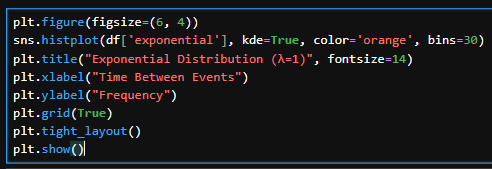 plt.figure(figsize=(6, 4))
sns.histplot(df['exponential'], kde=True, color='orange', bins=30)
plt.title("Exponential Distribution (λ=1)", fontsize=14)
plt.xlabel("Time Between Events")
plt.ylabel("Frequency")
plt.grid(True)
plt.tight_layout()
plt.show()